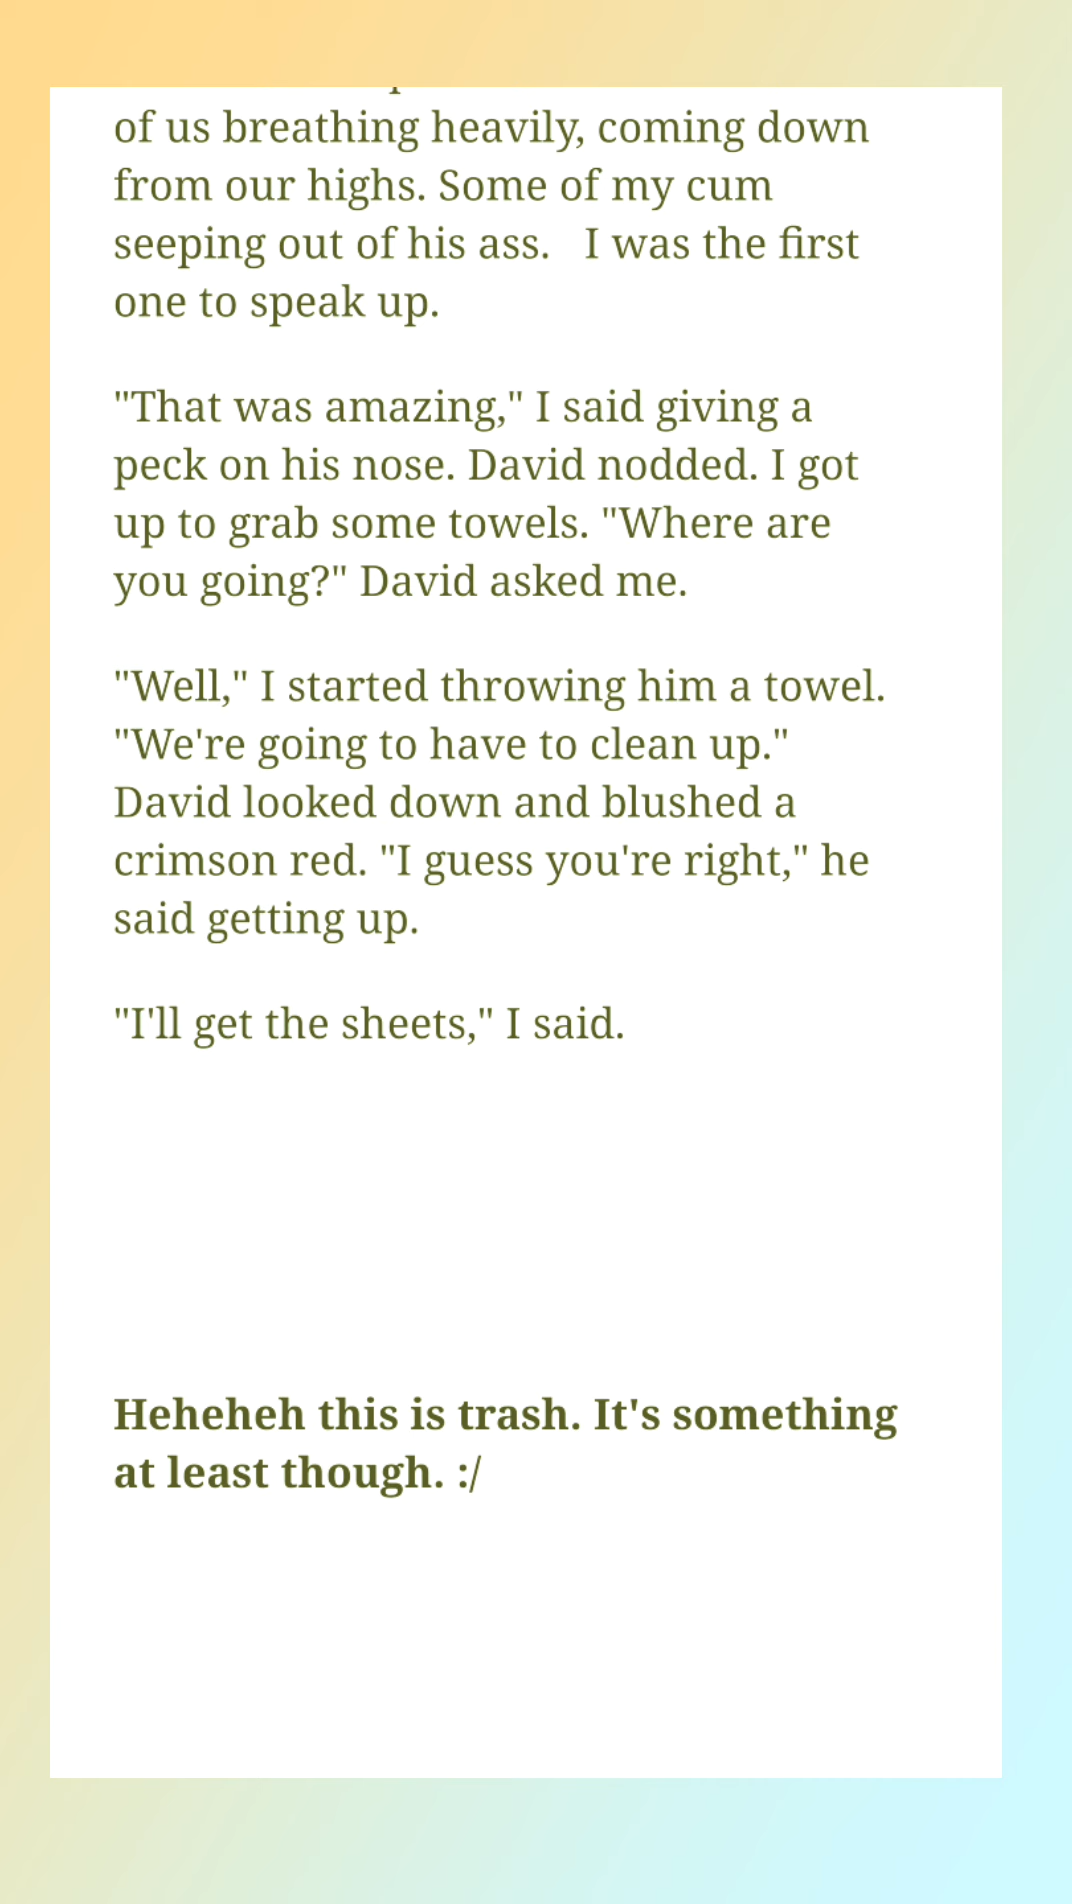 of us breathing heavily, coming down
from our highs. Some of my cum
seeping out of his ass.   I was the first
one to speak up.
"That was amazing," I said giving a
peck on his nose. David nodded. I got
up to grab some towels. "Where are
you going?" David asked me.
"Well," I started throwing him a towel.
"We're going to have to clean up."
David looked down and blushed a
crimson red. "I guess you're right," he
said getting up.
"I'll get the sheets," I said.
Heheheh this is trash. It's something
at least though. :/